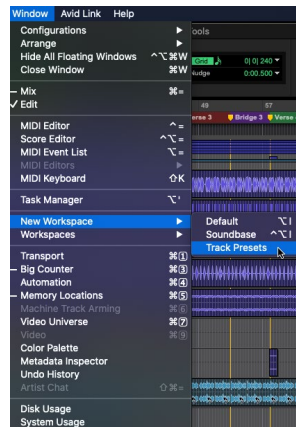 Window Avid Link Help
Configurations ▶
Arrange ▶
Hide All Floating Windows ^⌥⌘W
Close Window ⌘W
Mix ⌘=
✓ Edit
MIDI Editor ^=
Score Editor ^⌥=
MIDI Event List ⌥=
MIDI Editors ▶
MIDI Keyboard ⇧K
Task Manager ⌥'
New Workspace ▶
Workspaces ▶
Transport ⌘1
Big Counter ⌘3
Automation ⌘4
Memory Locations ⌘5
Machine Track Arming ⌘6
Video Universe ⌘7
Video ⌘9
Color Palette
Metadata Inspector
Undo History
Artist Chat ⇧⌘=
Disk Usage
System Usage
Default ⌥I
Soundbase ^⌥I
Track Presets
ools
Grid 0| 0| 240
Nudge 0:00.500
49 57
erse 3 Bridge 3 Verse